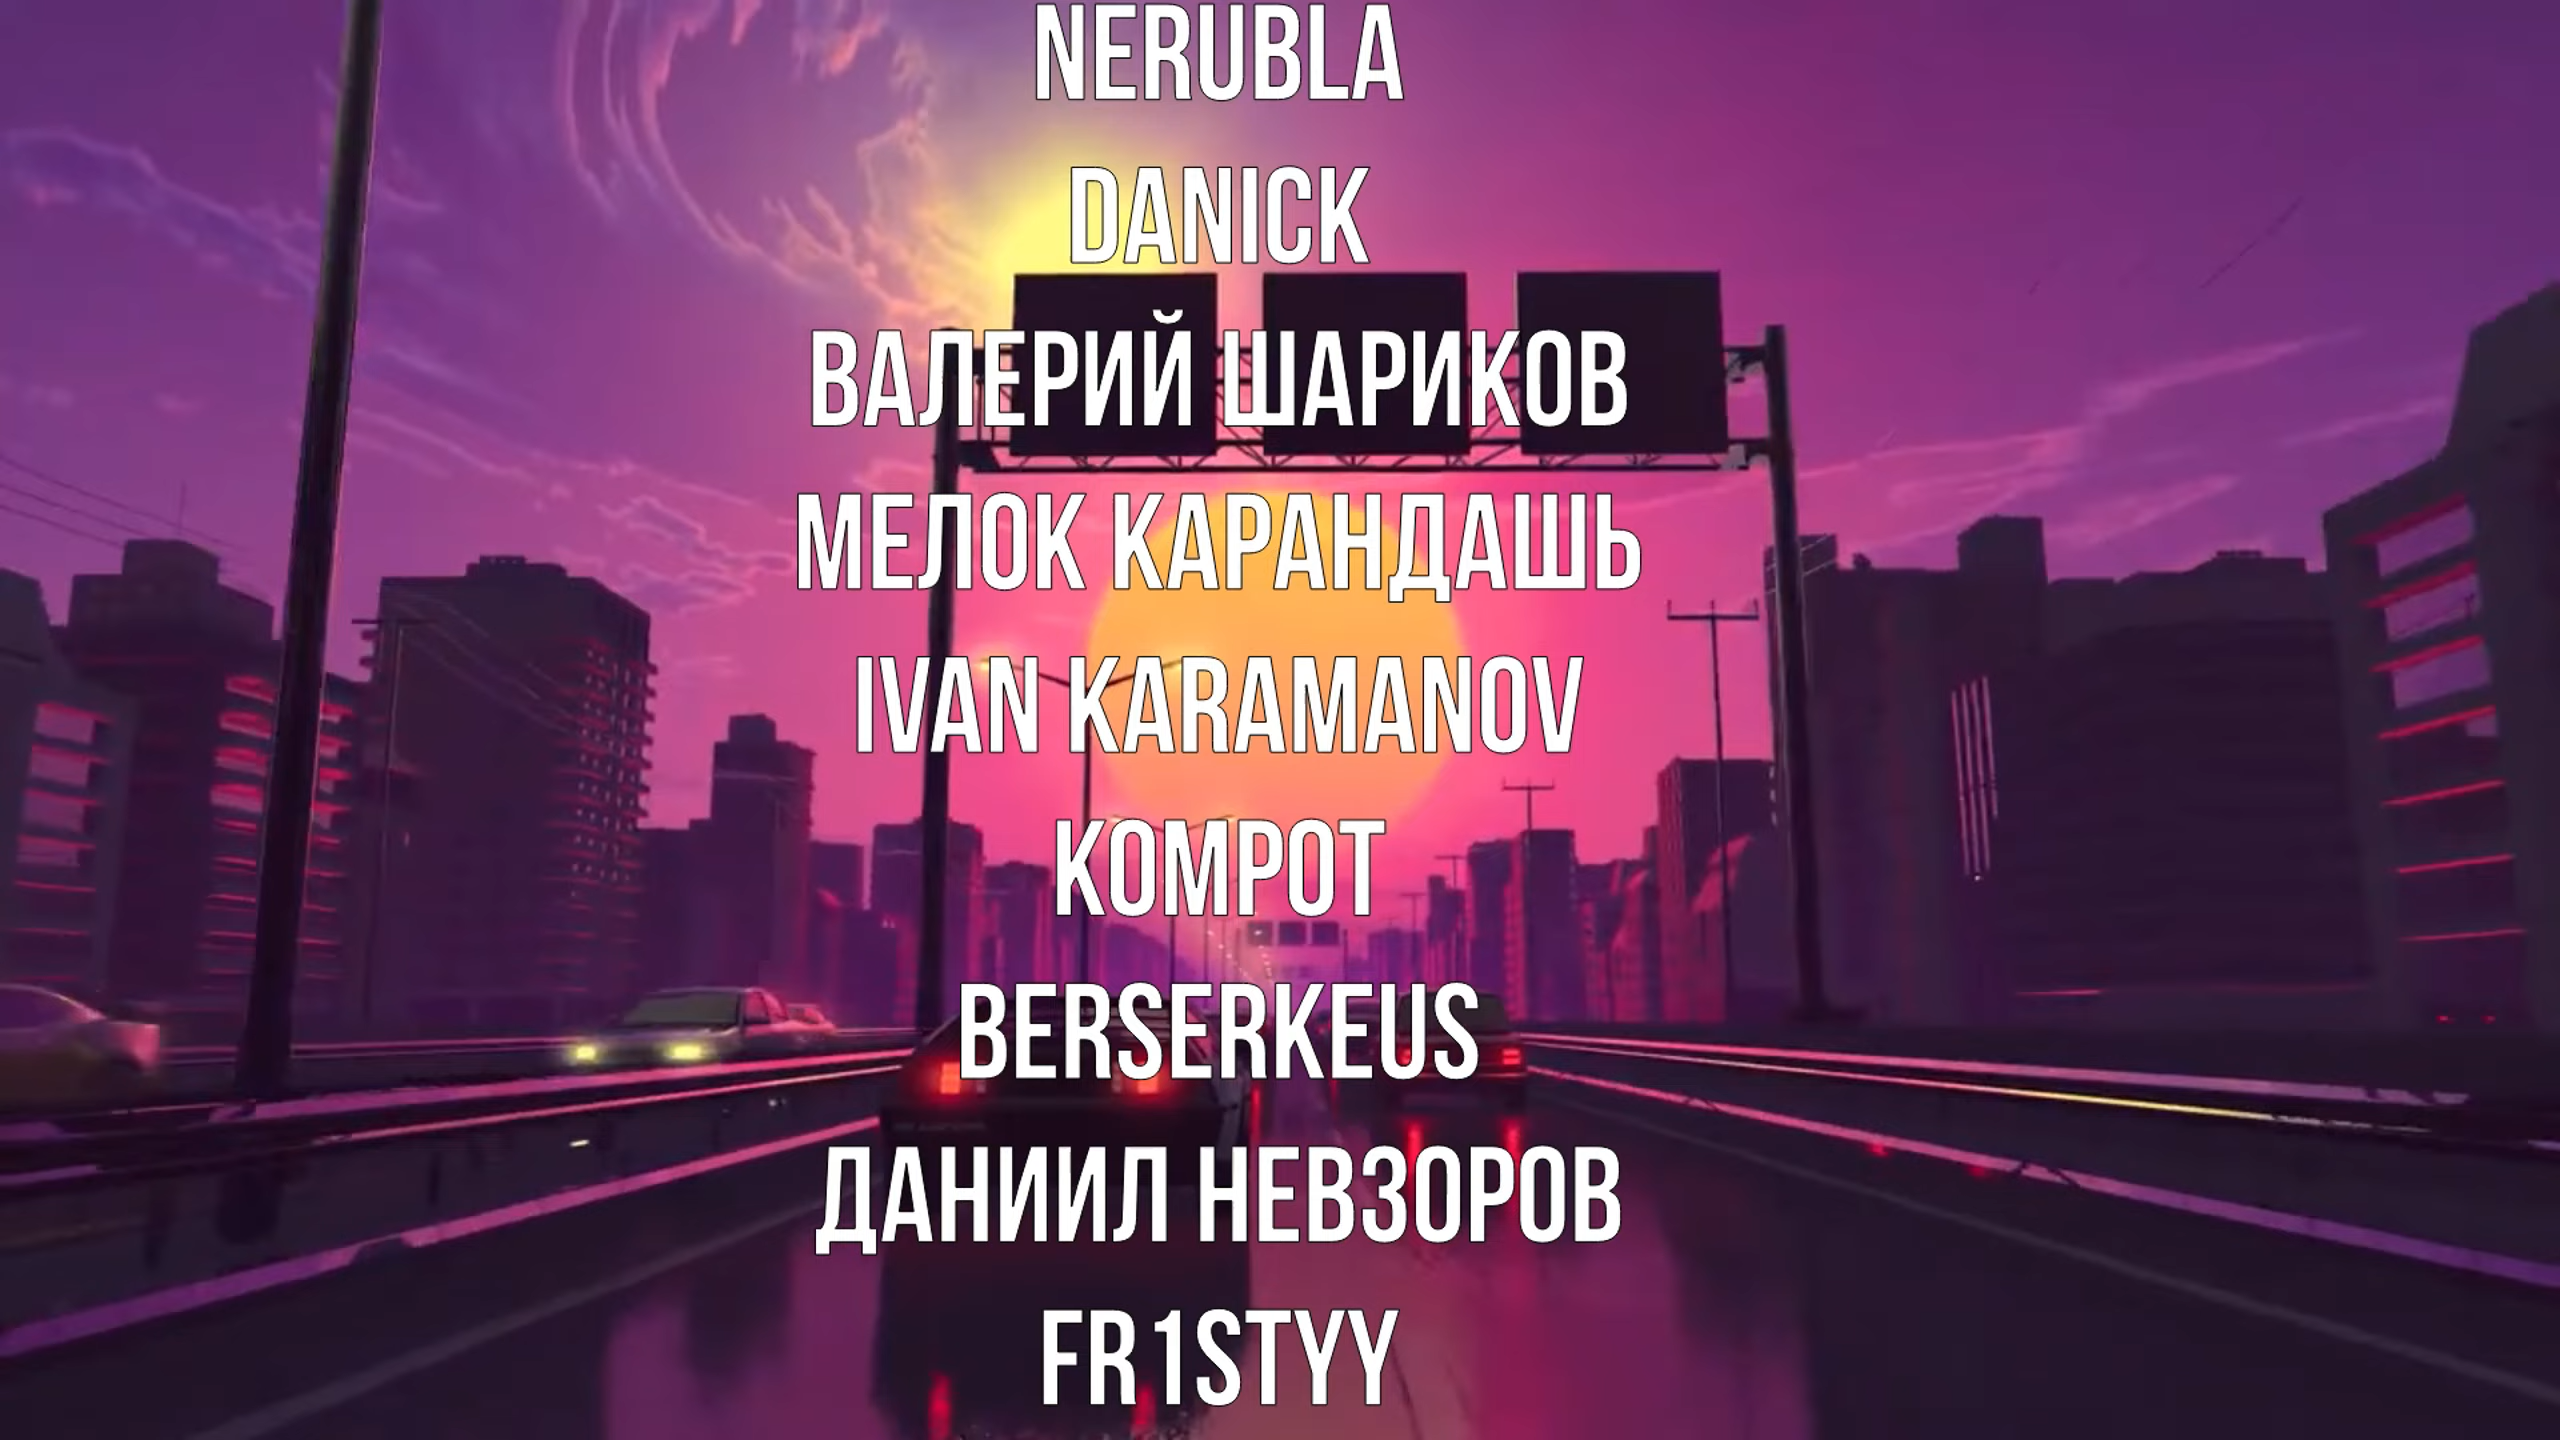 NERUBLA
DANICK
ВАЛЕРИЙ ШАРИКОВ
МЕЛОК КАРАНДАШЬ
IVAN KARAMANOV
KOMPOT
BERSERKEUS
ДАНИИЛ НЕВЗОРОВ
FR1STYY